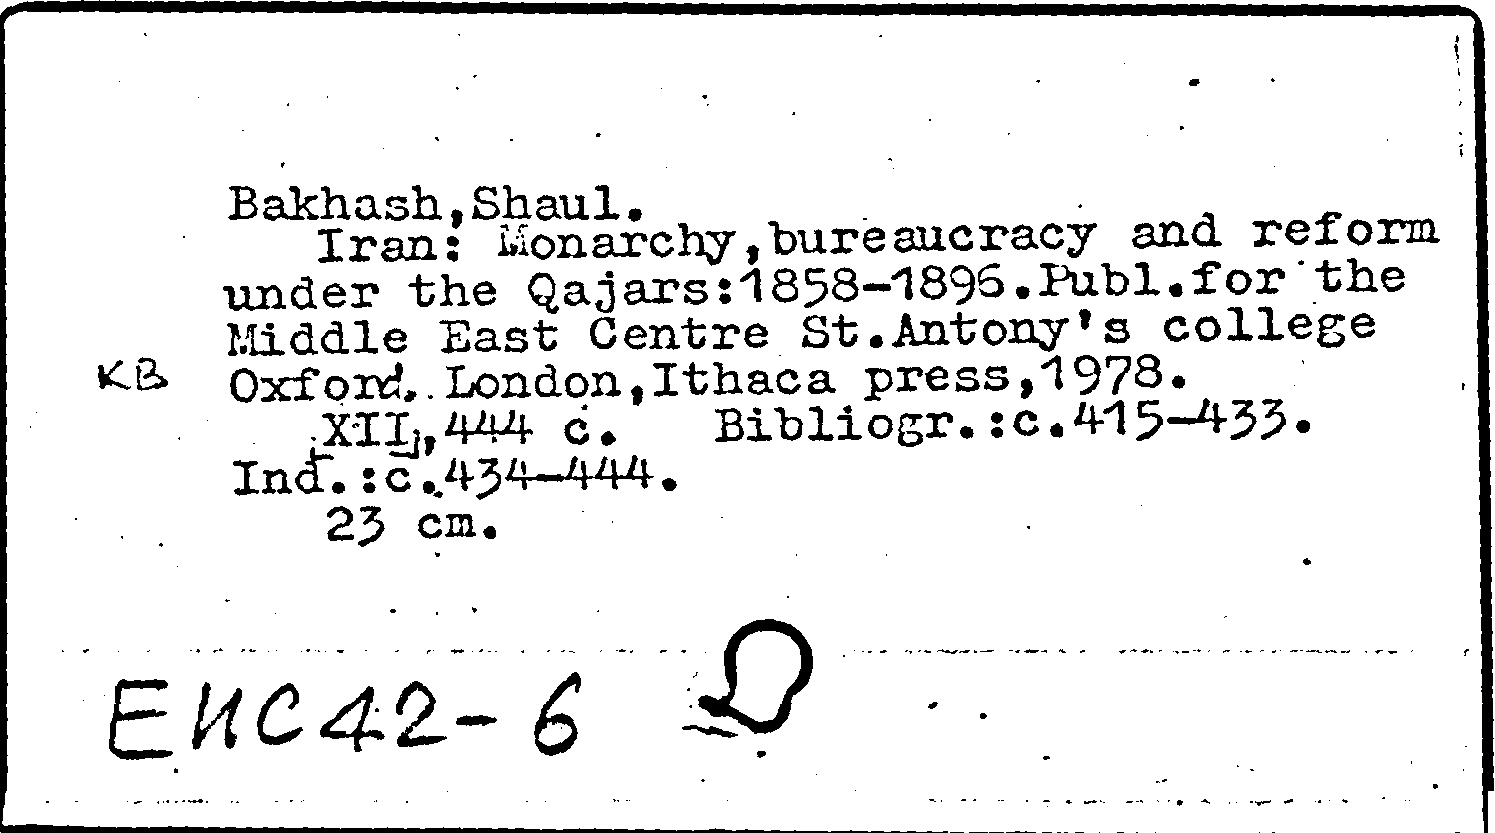 Bakhash,Shaul.
Iran: Monarchy,bureaucracy and reform
under the Qajars:1858-1896.Publ.for the
Middle East Centre St.Antony's college
КВ Oxford. London,Ithaca press,1978.
XII,444 c. Bibliogr.:c.415-433.
Ind.:c.434-444.
23 cm.
ЕИС42-6